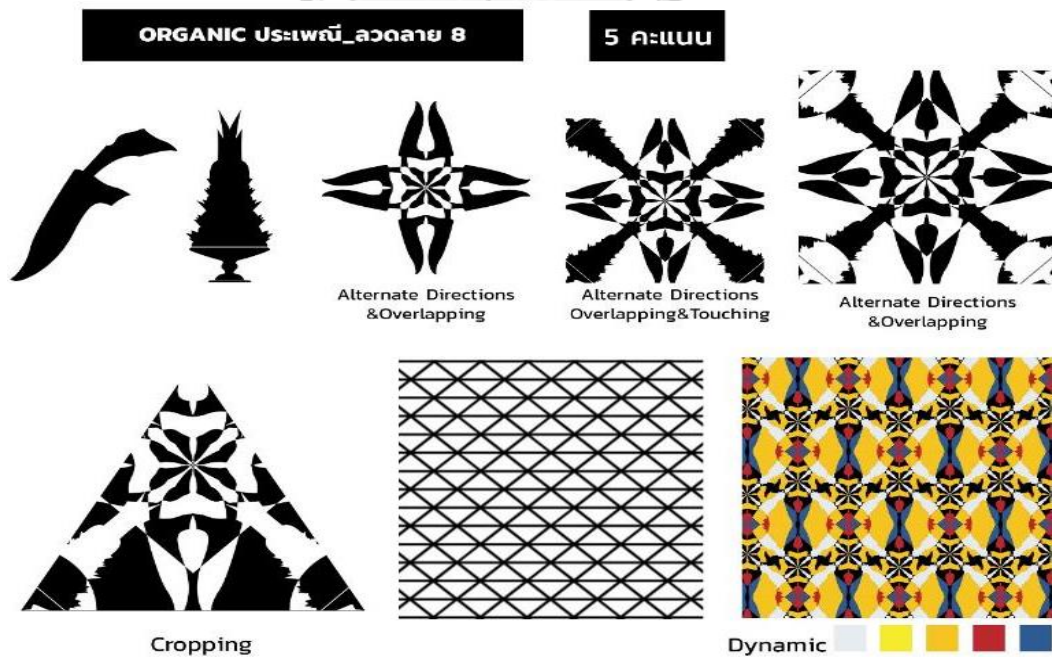 ORGANIC ประเพณี_ลวดลาย 8
5 คะแนน
Alternate Directions
&Overlapping
Alternate Directions
Overlapping&Touching
Alternate Directions
&Overlapping
Cropping
Dynamic